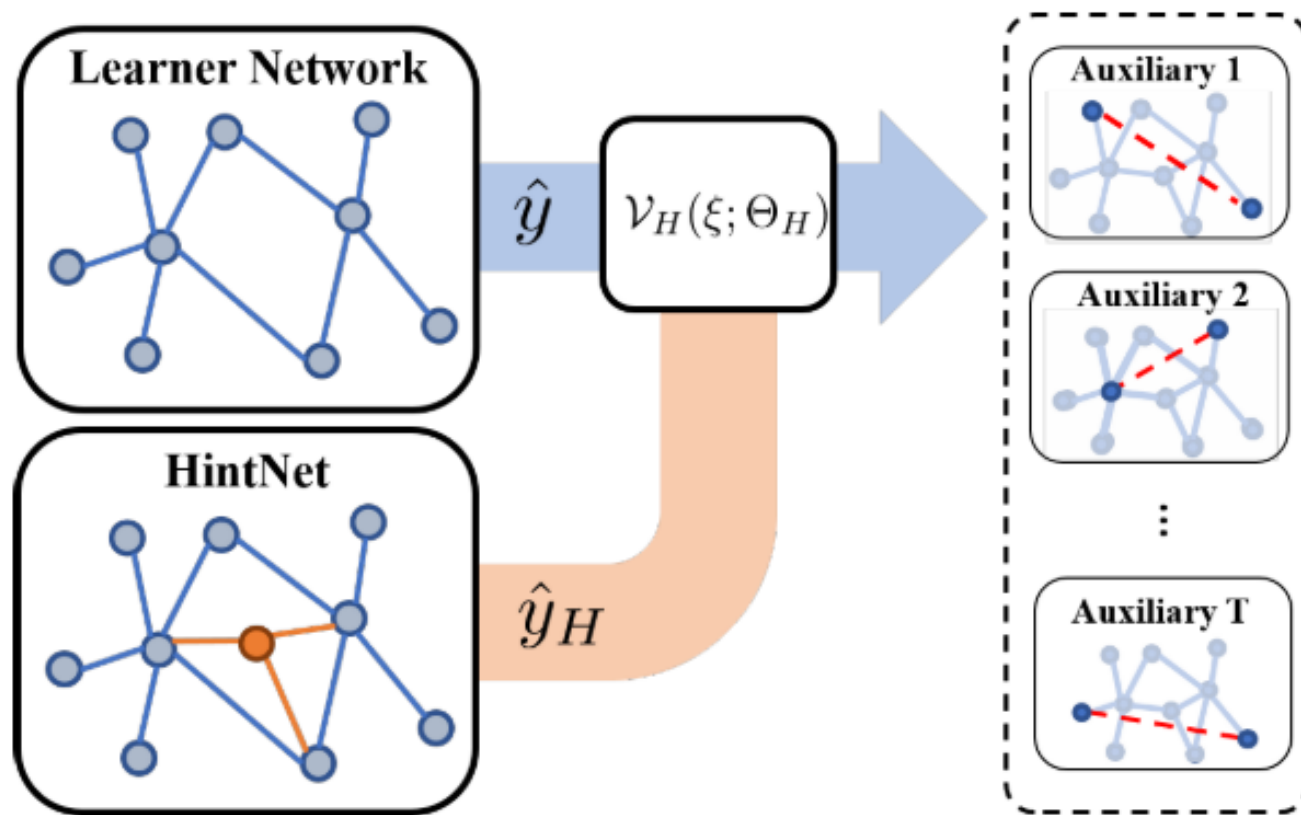 Learner Network
HintNet
ŷ
𝒱_H(ξ; Θ_H)
ŷ_H
Auxiliary 1
Auxiliary 2
⋮
Auxiliary T